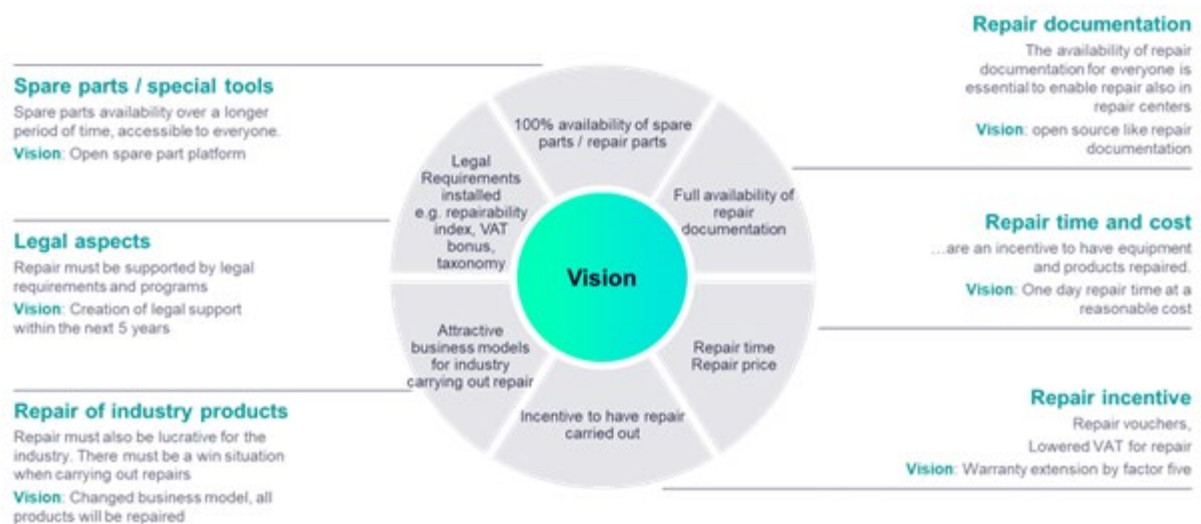 Spare parts / special tools
Spare parts availability over a longer
period of time, accessible to everyone.
Vision: Open spare part platform
Legal aspects
Repair must be supported by legal
requirements and programs
Vision: Creation of legal support
within the next 5 years
Repair of industry products
Repair must also be lucrative for the
industry. There must be a win situation
when carrying out repairs
Vision: Changed business model, all
products will be repaired
100% availability of spare
parts / repair parts
Legal
Requirements
installed
e.g. repairability
index, VAT
bonus,
taxonomy
Full availability of
repair
documentation
Vision
Attractive
business models
for industry
carrying out repair
Repair time
Repair price
Incentive to have repair
carried out
Repair documentation
The availability of repair
documentation for everyone is
essential to enable repair also in
repair centers
Vision: open source like repair
documentation
Repair time and cost
…are an incentive to have equipment
and products repaired.
Vision: One day repair time at a
reasonable cost
Repair incentive
Repair vouchers,
Lowered VAT for repair
Vision: Warranty extension by factor five